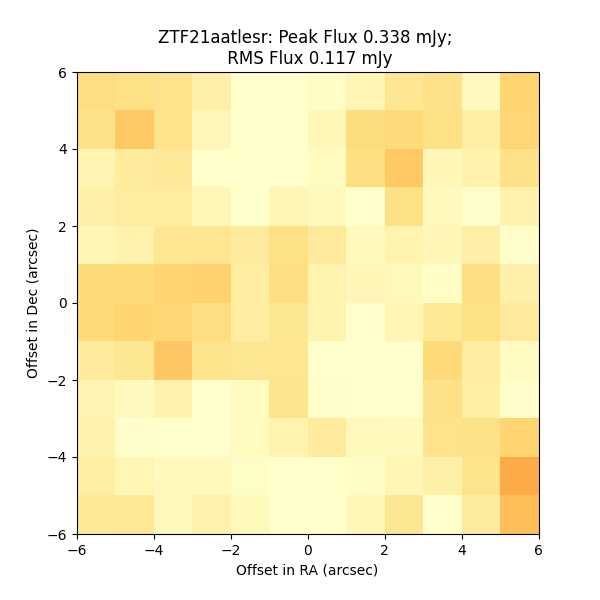 ZTF21aatlesr: Peak Flux 0.338 mJy;
RMS Flux 0.117 mJy
6
4
2
0
−2
−4
−6
Offset in Dec (arcsec)
−6 −4 −2 0 2 4 6
Offset in RA (arcsec)